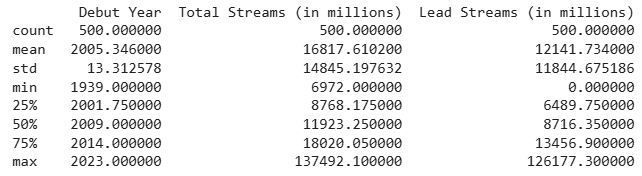 Debut Year Total Streams (in millions) Lead Streams (in millions)
count 500.000000 500.000000 500.000000
mean 2005.346000 16817.610200 12141.734000
std 13.312578 14845.197632 11844.675186
min 1939.000000 6972.000000 0.000000
25% 2001.750000 8768.175000 6489.750000
50% 2009.000000 11923.250000 8716.350000
75% 2014.000000 18020.050000 13456.900000
max 2023.000000 137492.100000 126177.300000